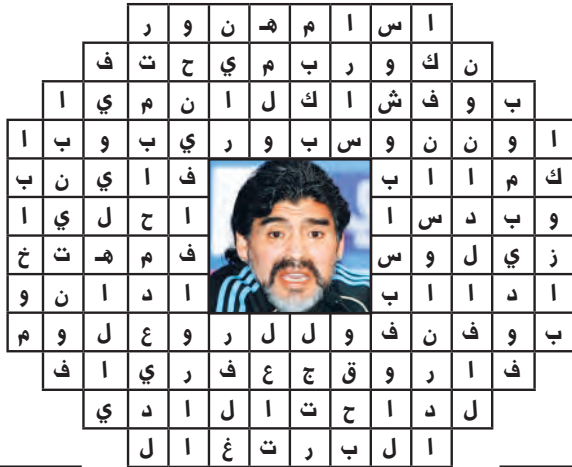 ا س ا م هـ ن و ر
ن ك و ر ب م ي ح ت ف
ب و ف ش ا ك ل ا ن م ي ا
ا و ن ن و س ب و ر ي ب و ب ا
ك م ا ا ب ف ا ي ن ب
و ب د س ا ا ح ل ي ا
ز ي ل و س ف م هـ ت خ
ا د ا ا ب ا د ا ن و
ب و ف ن ف و ل ل ر و ع ل و م
ف ا ر و ق ج ع ف ر ي ا ف
ل د ا ح ت ا ل ا د ي
ا ل ب ر ت غ ا ل